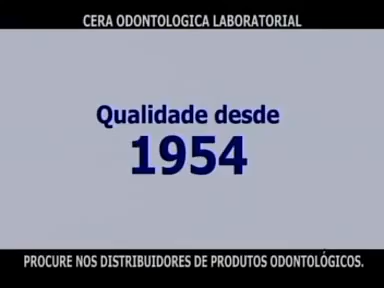 CERA ODONTOLOGICA LABORATORIAL
Qualidade desde
1954
PROCURE NOS DISTRIBUIDORES DE PRODUTOS ODONTOLÓGICOS.